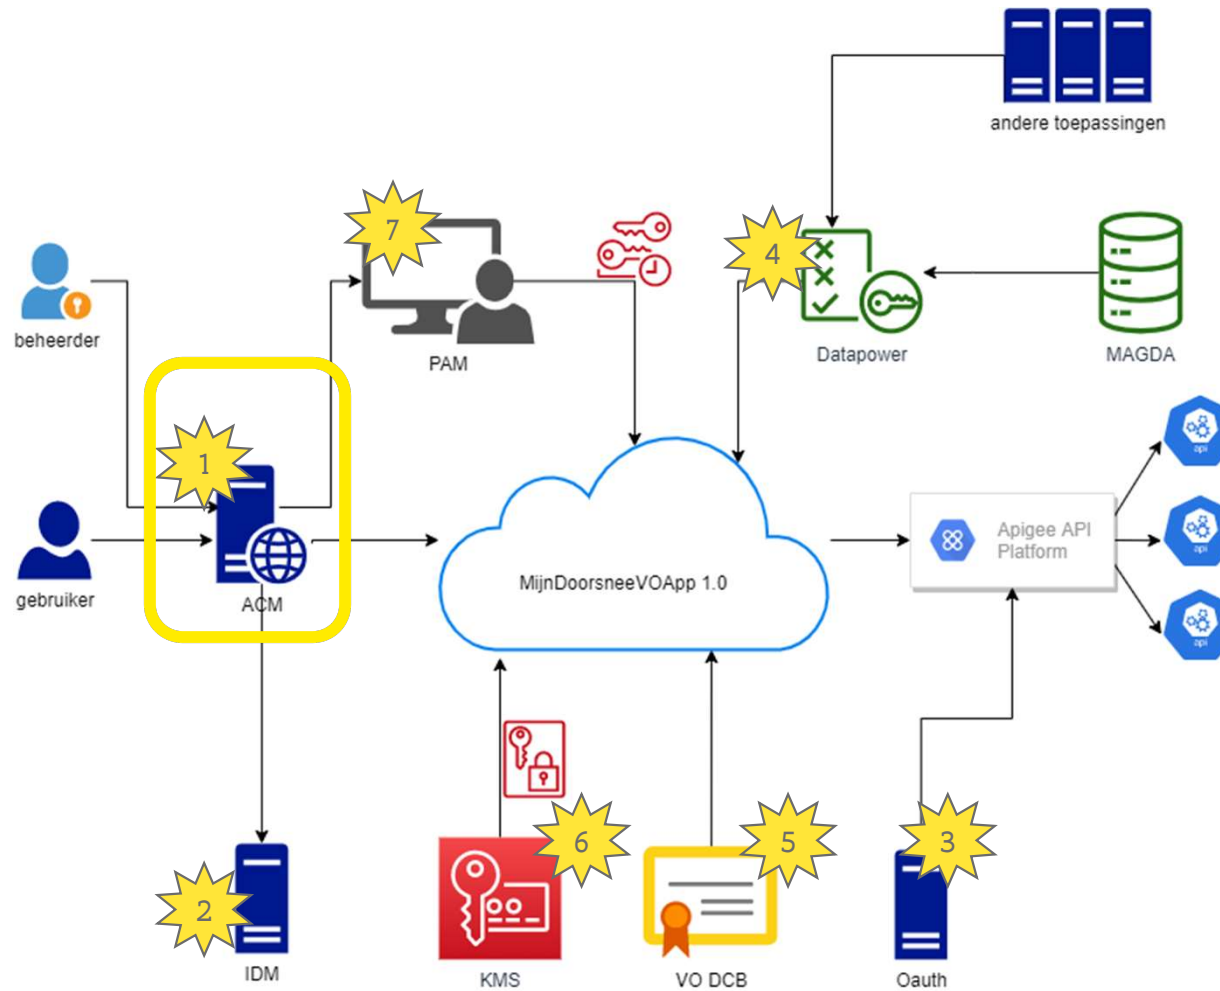 andere toepassingen
7
4
beheerder
PAM
Datapower
MAGDA
1
api
gebruiker
ACM
MijnDoorsneeVOApp 1.0
Apigee API
Platform
api
api
6
5
3
2
IDM
KMS
VO DCB
Oauth